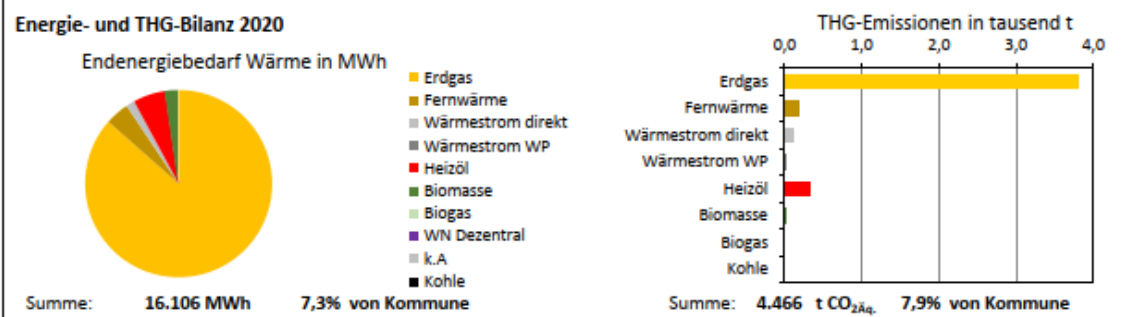 Energie- und THG-Bilanz 2020
Endenergiebedarf Wärme in MWh
Erdgas
Fernwärme
Wärmestrom direkt
Wärmestrom WP
Heizöl
Biomasse
Biogas
WN Dezentral
k.A
Kohle
Summe: 16.106 MWh 7,3% von Kommune
THG-Emissionen in tausend t
0,0 1,0 2,0 3,0 4,0
Erdgas
Fernwärme
Wärmestrom direkt
Wärmestrom WP
Heizöl
Biomasse
Biogas
Kohle
Summe: 4.466 t CO₂Äq. 7,9% von Kommune